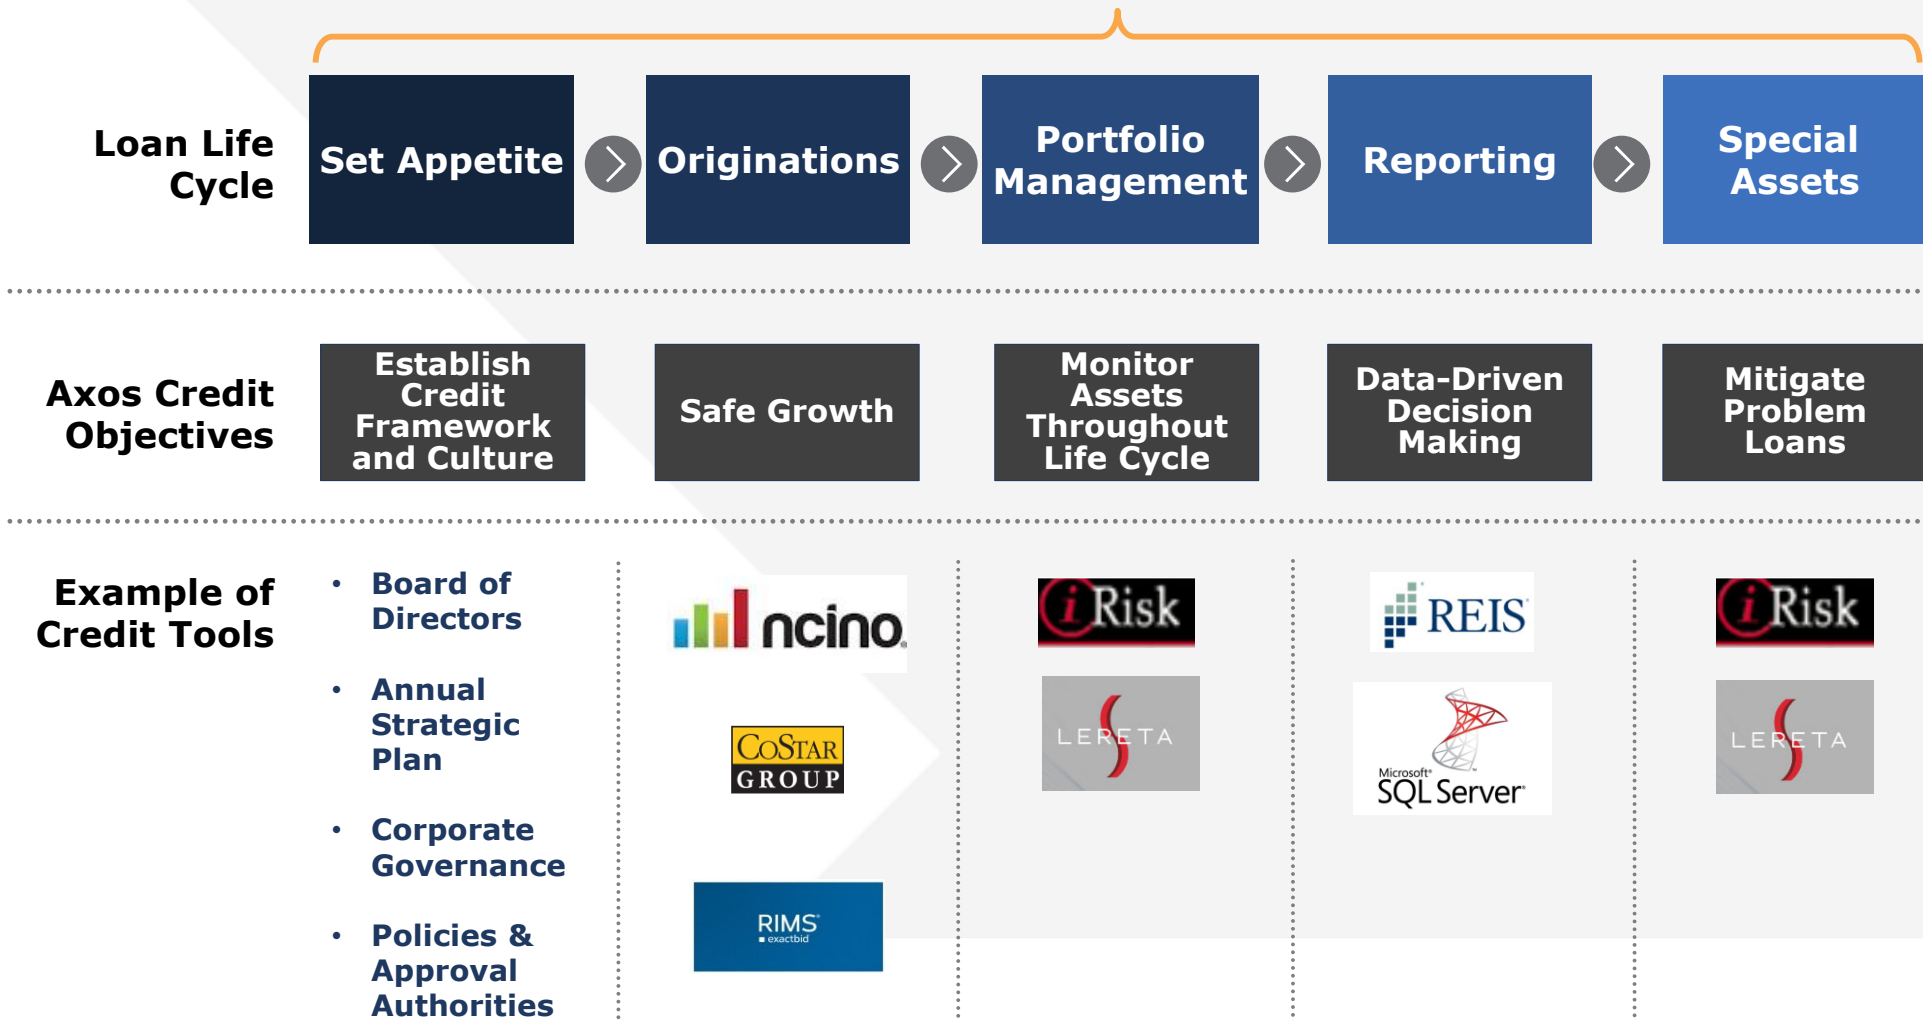 Loan Life
Cycle
Set Appetite
Originations
Portfolio
Management
Reporting
Special
Assets
Axos Credit
Objectives
Establish
Credit
Framework
and Culture
Safe Growth
Monitor
Assets
Throughout
Life Cycle
Data-Driven
Decision
Making
Mitigate
Problem
Loans
Example of
Credit Tools
• Board of
Directors
• Annual
Strategic
Plan
• Corporate
Governance
• Policies &
Approval
Authorities
ncino
COSTAR
GROUP
RIMS
exactbid
iRisk
LERETA
REIS
Microsoft
SQL Server
iRisk
LERETA